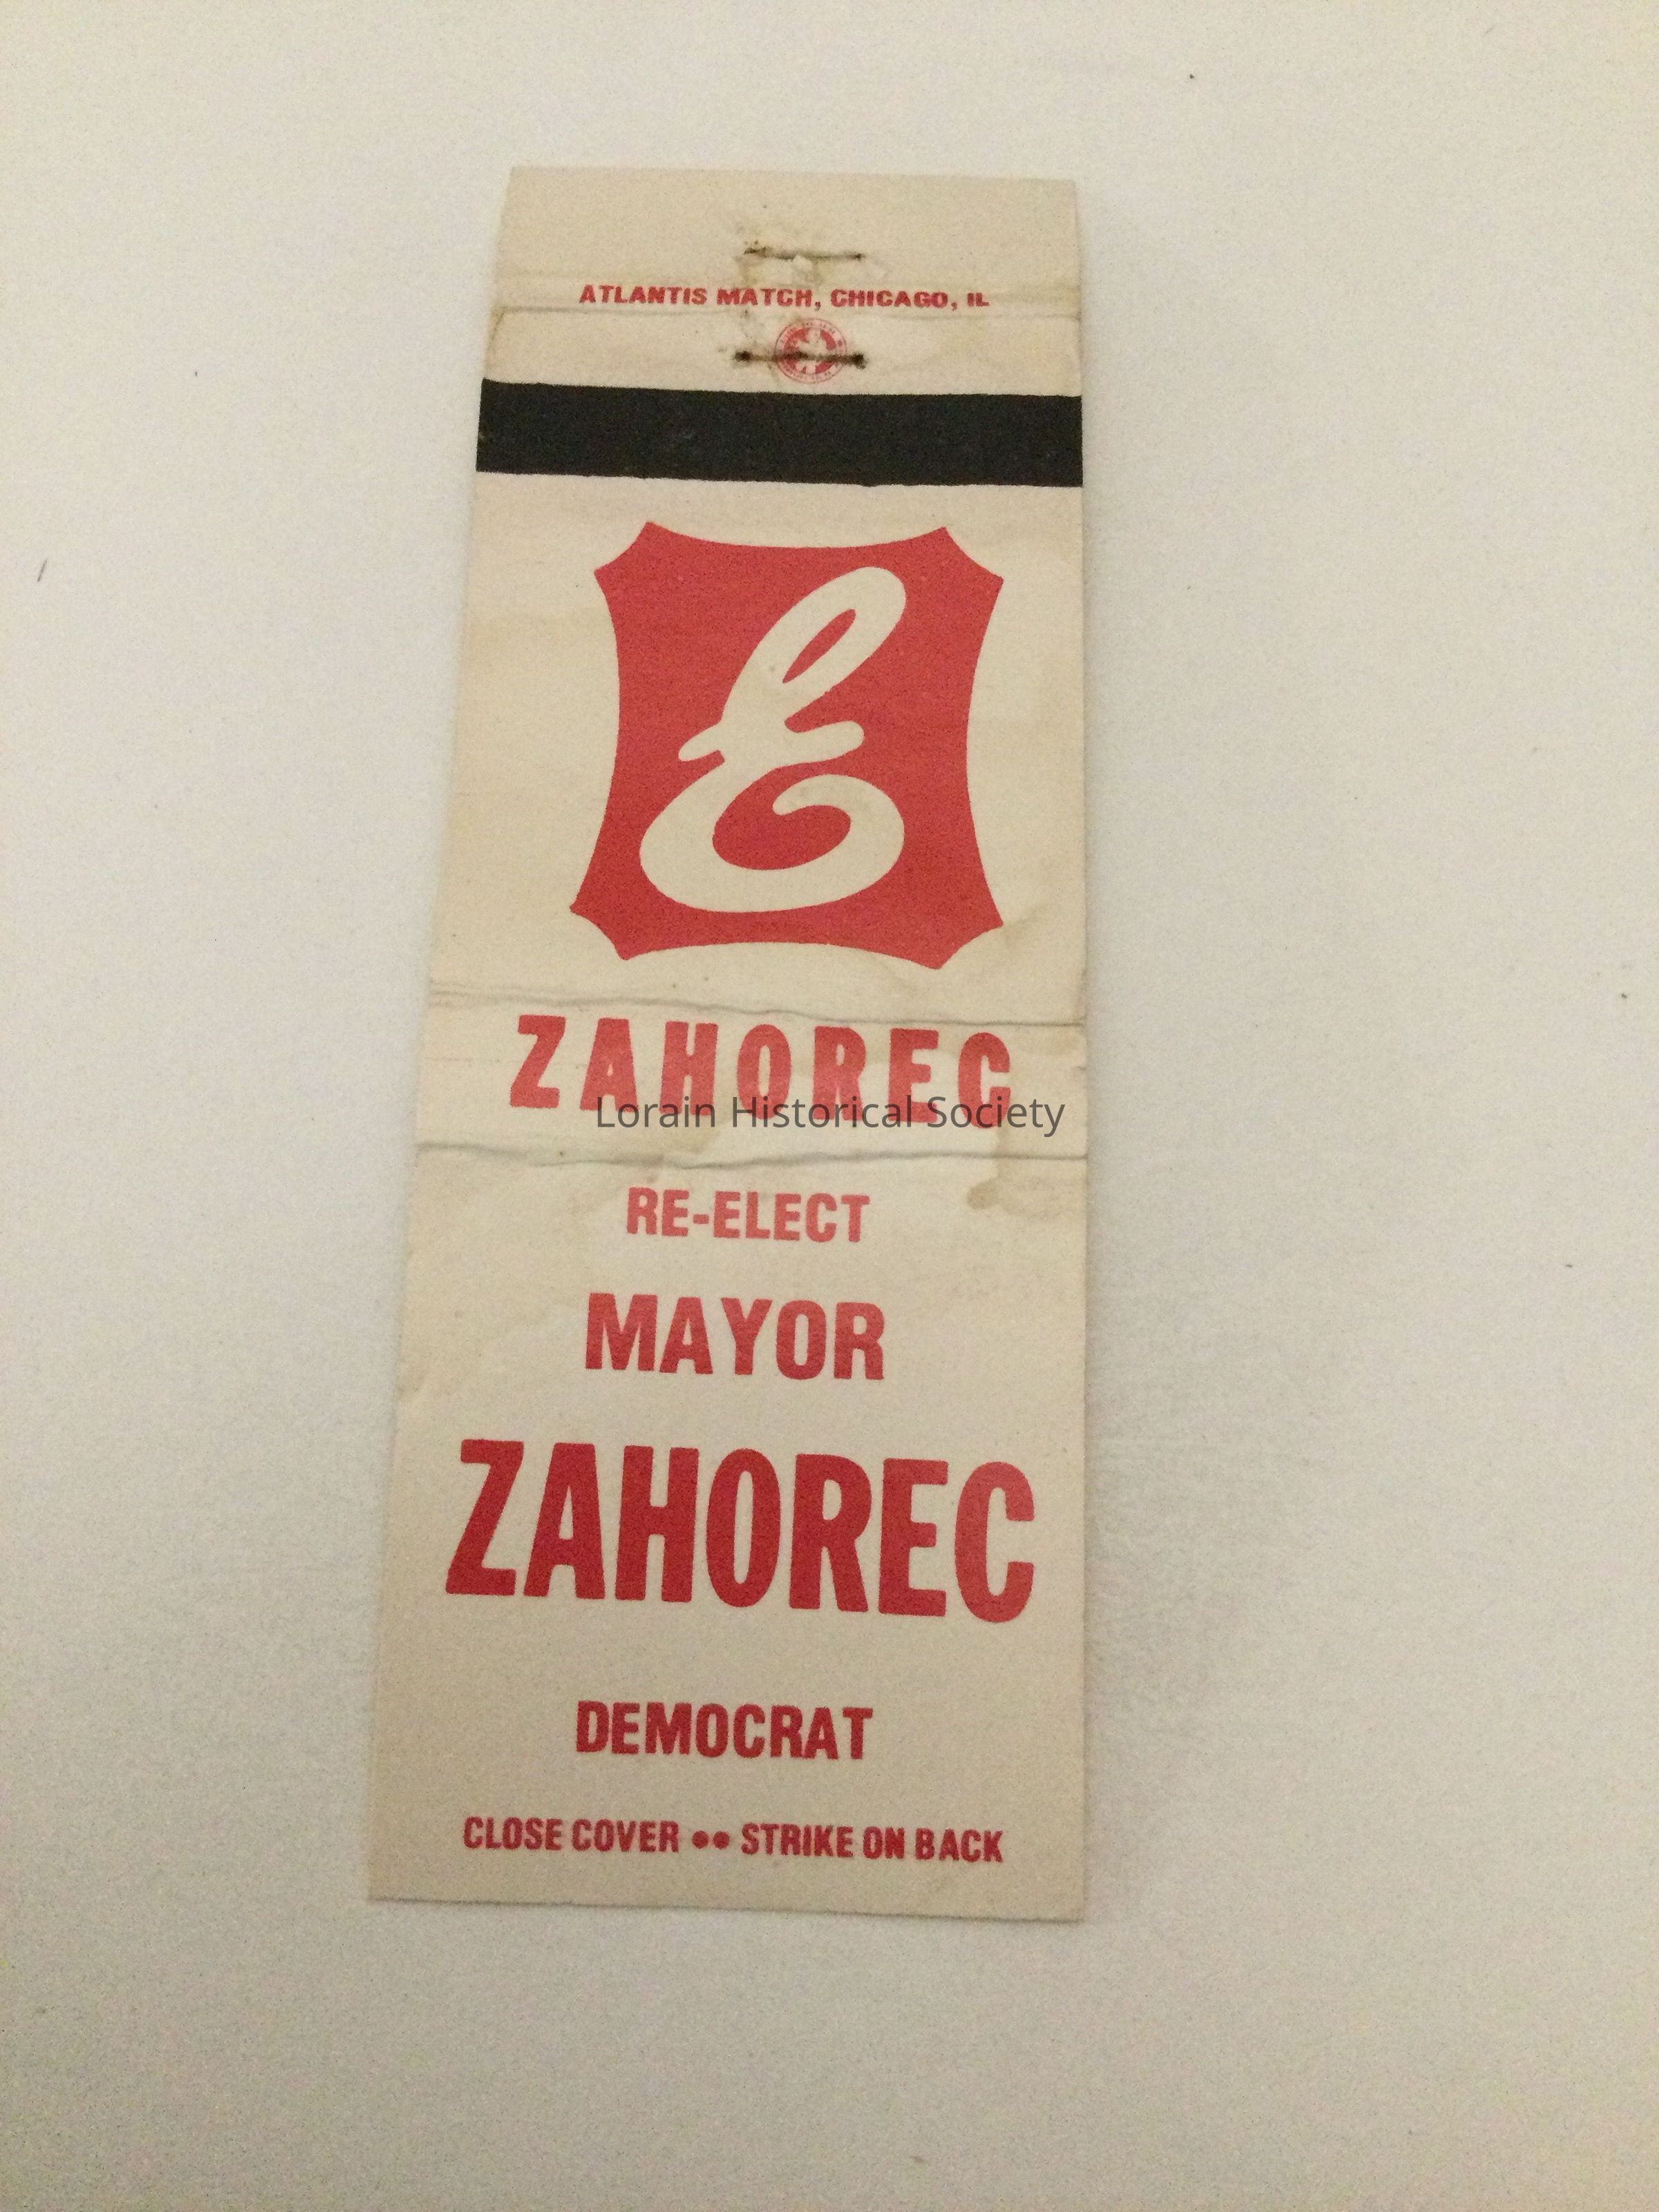 ATLANTIS MATCH, CHICAGO, IL
E
ZAHOREC
Lorain Historical Society
RE-ELECT
MAYOR
ZAHOREC
DEMOCRAT
CLOSE COVER •• STRIKE ON BACK